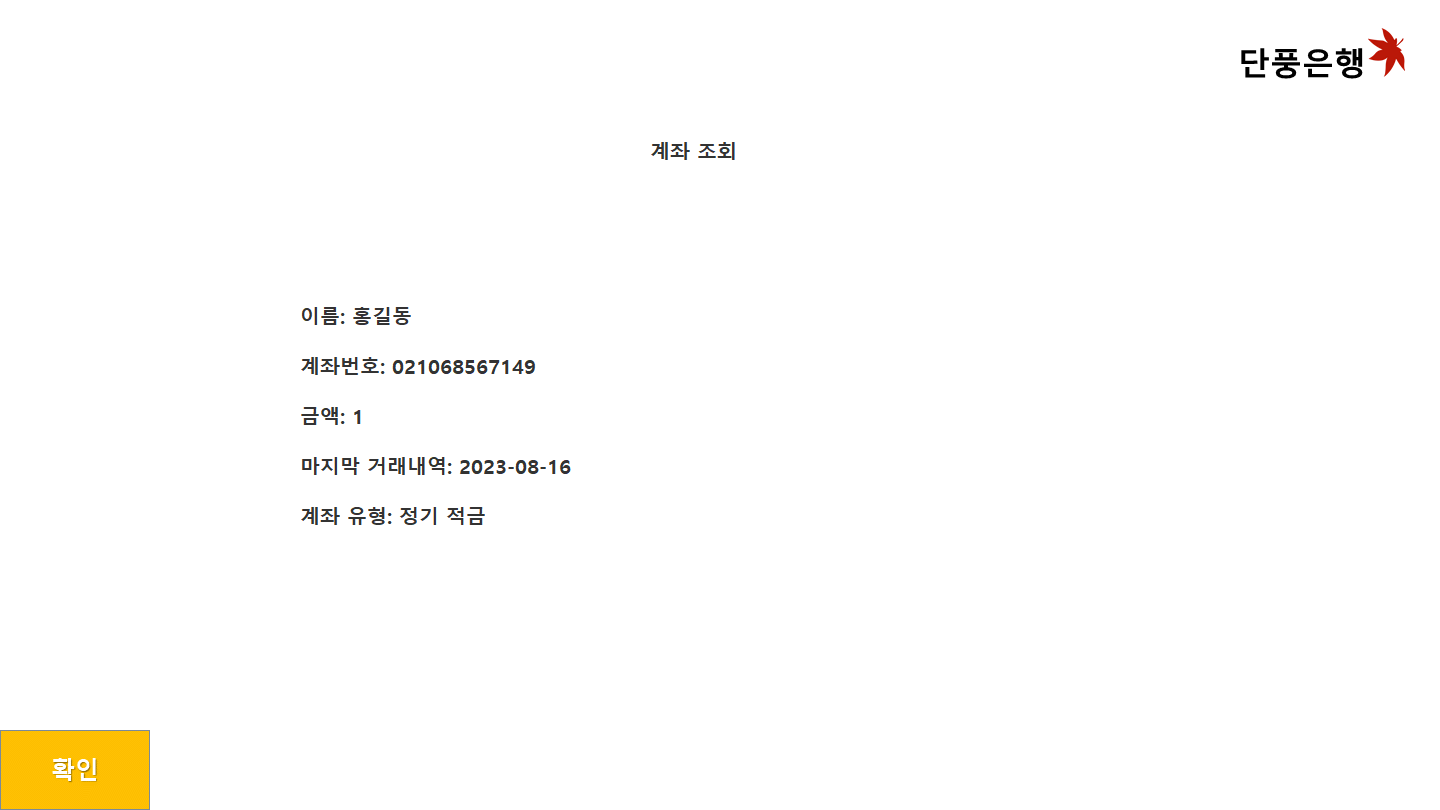 단풍은행
계좌 조회
이름: 홍길동
계좌번호: 021068567149
금액: 1
마지막 거래내역: 2023-08-16
계좌 유형: 정기 적금
확인